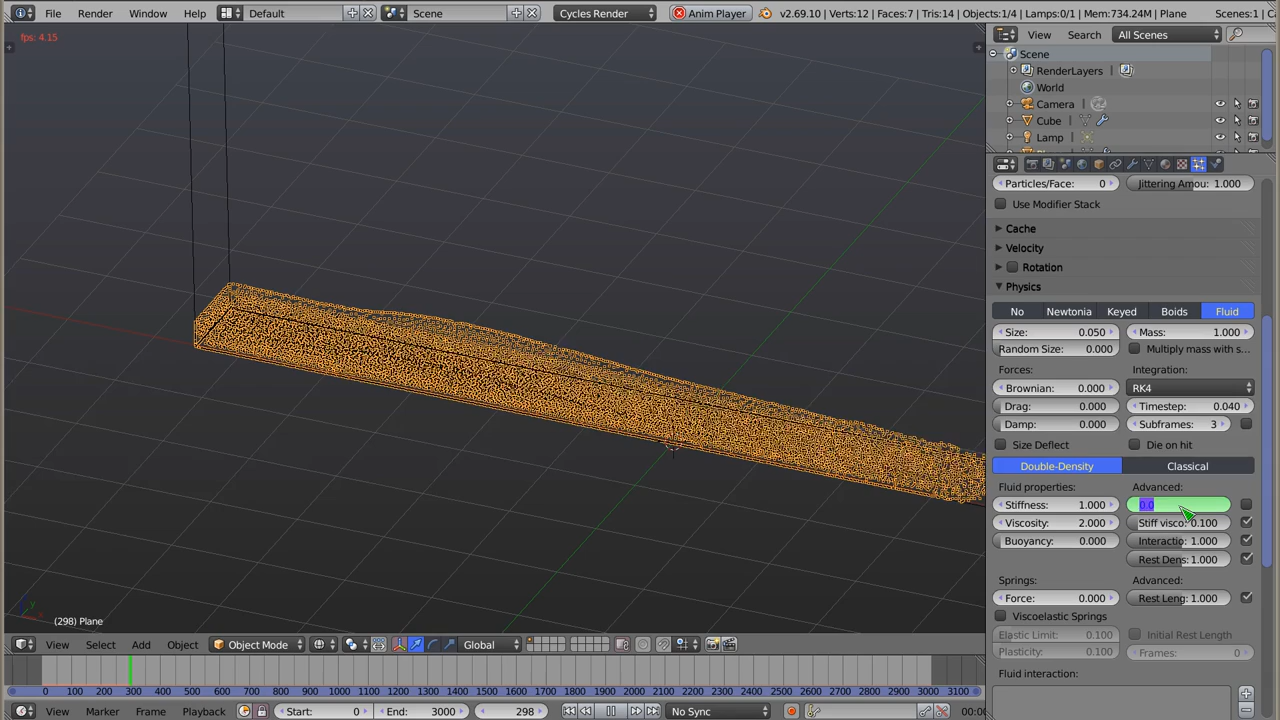 File Render Window Help Default Scene Cycles Render Anim Player v2.69.10 | Verts:12 | Faces:7 | Tris:14 | Objects:1/4 | Lamps:0/1 | Mem:734.24M | Plane Scenes:1
fps: 4.15
View Search All Scenes
Scene
RenderLayers
World
Camera
Cube
Lamp
Particles/Face: 0 Jittering Amou: 1.000
Use Modifier Stack
Cache
Velocity
Rotation
Physics
No Newtonia Keyed Boids Fluid
Size: 0.050 Mass: 1.000
Random Size: 0.000 Multiply mass with s...
Forces: Integration:
Brownian: 0.000 RK4
Drag: 0.000 Timestep: 0.040
Damp: 0.000 Subframes: 3
Size Deflect Die on hit
Double-Density Classical
Fluid properties: Advanced:
Stiffness: 1.000 0.0
Viscosity: 2.000 Stiff visco: 0.100
Buoyancy: 0.000 Interactio: 1.000
Rest Dens: 1.000
Springs: Advanced:
Force: 0.000 Rest Leng: 1.000
Viscoelastic Springs
Elastic Limit: 0.100 Initial Rest Length
Plasticity: 0.100 Frames: 0
Fluid interaction:
y
(298) Plane
View Select Add Object Object Mode Global
0 100 200 300 400 500 600 700 800 900 1000 1100 1200 1300 1400 1500 1600 1700 1800 1900 2000 2100 2200 2300 2400 2500 2600 2700 2800 2900 3000 3100
View Marker Frame Playback Start: 0 End: 3000 298 No Sync